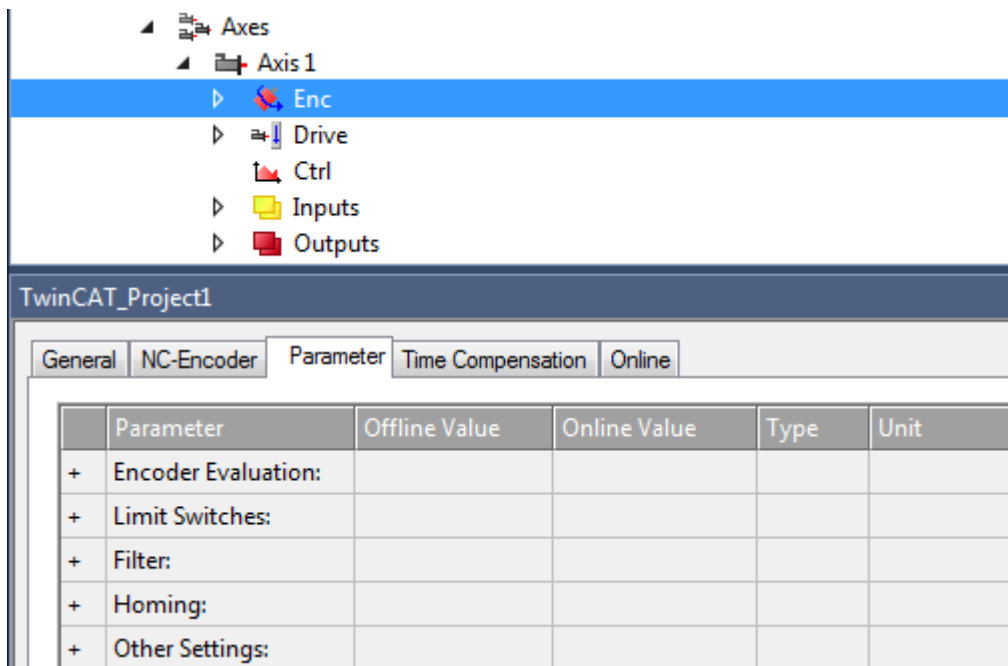 Axes
Axis 1
Enc
Drive
Ctrl
Inputs
Outputs
TwinCAT_Project1
General NC-Encoder Parameter Time Compensation Online
Parameter Offline Value Online Value Type Unit
+ Encoder Evaluation:
+ Limit Switches:
+ Filter:
+ Homing:
+ Other Settings: